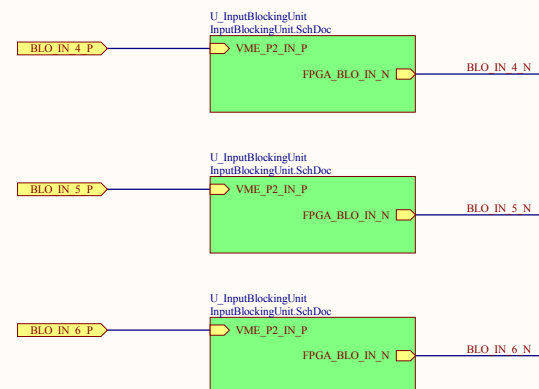 U_InputBlockingUnit
InputBlockingUnit.SchDoc
BLO_IN_4_P
VME_P2_IN_P
FPGA_BLO_IN_N
BLO_IN_4_N
U_InputBlockingUnit
InputBlockingUnit.SchDoc
BLO_IN_5_P
VME_P2_IN_P
FPGA_BLO_IN_N
BLO_IN_5_N
U_InputBlockingUnit
InputBlockingUnit.SchDoc
BLO_IN_6_P
VME_P2_IN_P
FPGA_BLO_IN_N
BLO_IN_6_N